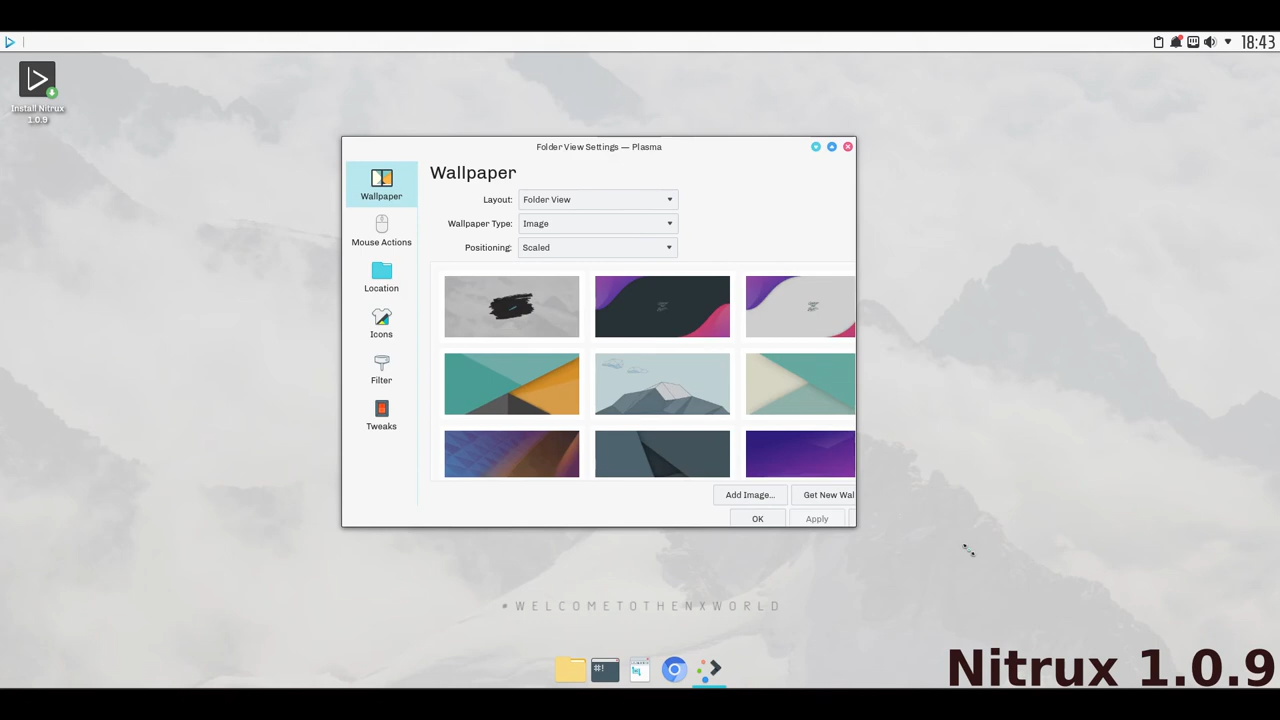 18:43
Install Nitrux
1.0.9
Folder View Settings — Plasma
Wallpaper
Wallpaper
Layout: Folder View
Wallpaper Type: Image
Positioning: Scaled
Mouse Actions
Location
Icons
Filter
Tweaks
Add Image...
Get New Wal
OK
Apply
#WELCOMETOTHENXWORLD
#!
Nitrux 1.0.9